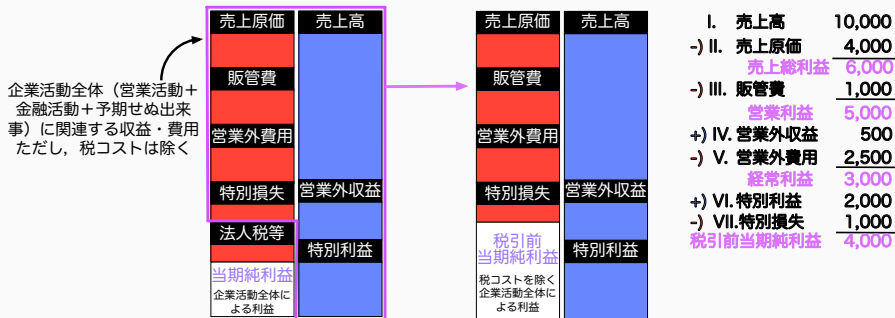 企業活動全体（営業活動＋
金融活動＋予期せぬ出来
事）に関連する収益・費用
ただし，税コストは除く
売上原価
販管費
営業外費用
特別損失
法人税等
当期純利益
企業活動全体に
よる利益
売上高
営業外収益
特別利益
売上原価
販管費
営業外費用
特別損失
税引前
当期純利益
税コストを除く
企業活動全体に
よる利益
売上高
営業外収益
特別利益
I. 売上高 10,000
-) II. 売上原価 4,000
売上総利益 6,000
-) III. 販管費 1,000
営業利益 5,000
+) IV. 営業外収益 500
-) V. 営業外費用 2,500
経常利益 3,000
+) VI. 特別利益 2,000
-) VII. 特別損失 1,000
税引前当期純利益 4,000